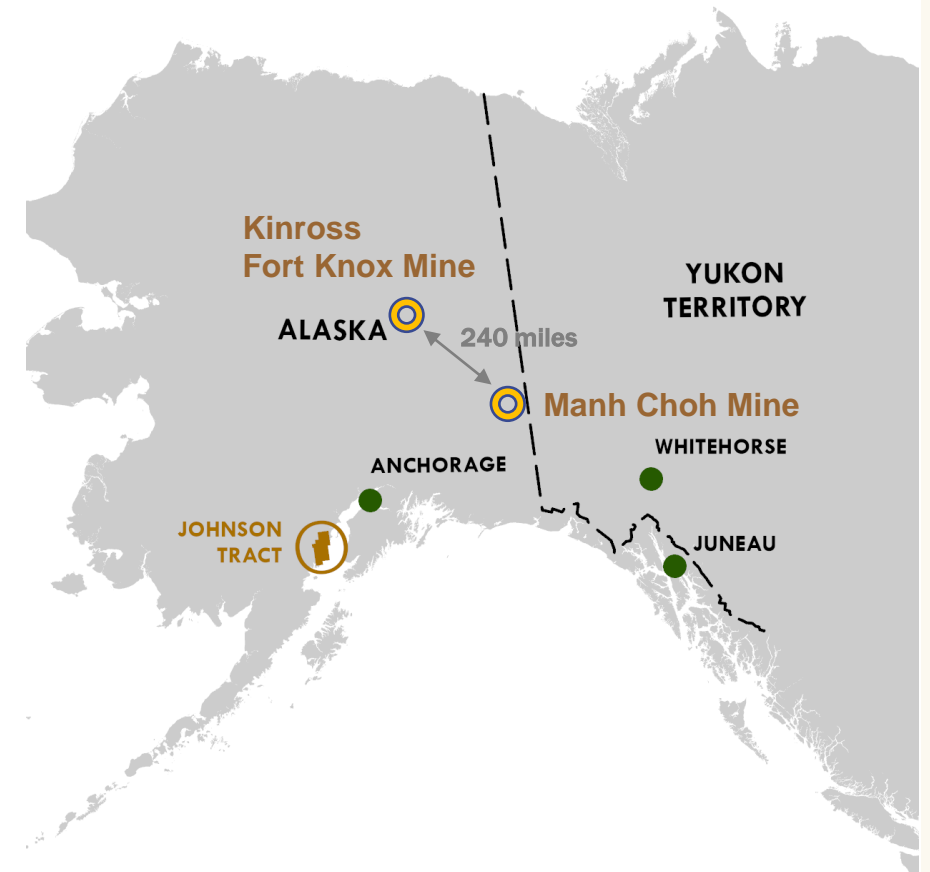 Kinross
Fort Knox Mine
YUKON
TERRITORY
ALASKA
240 miles
Manh Choh Mine
WHITEHORSE
ANCHORAGE
JOHNSON
TRACT
JUNEAU